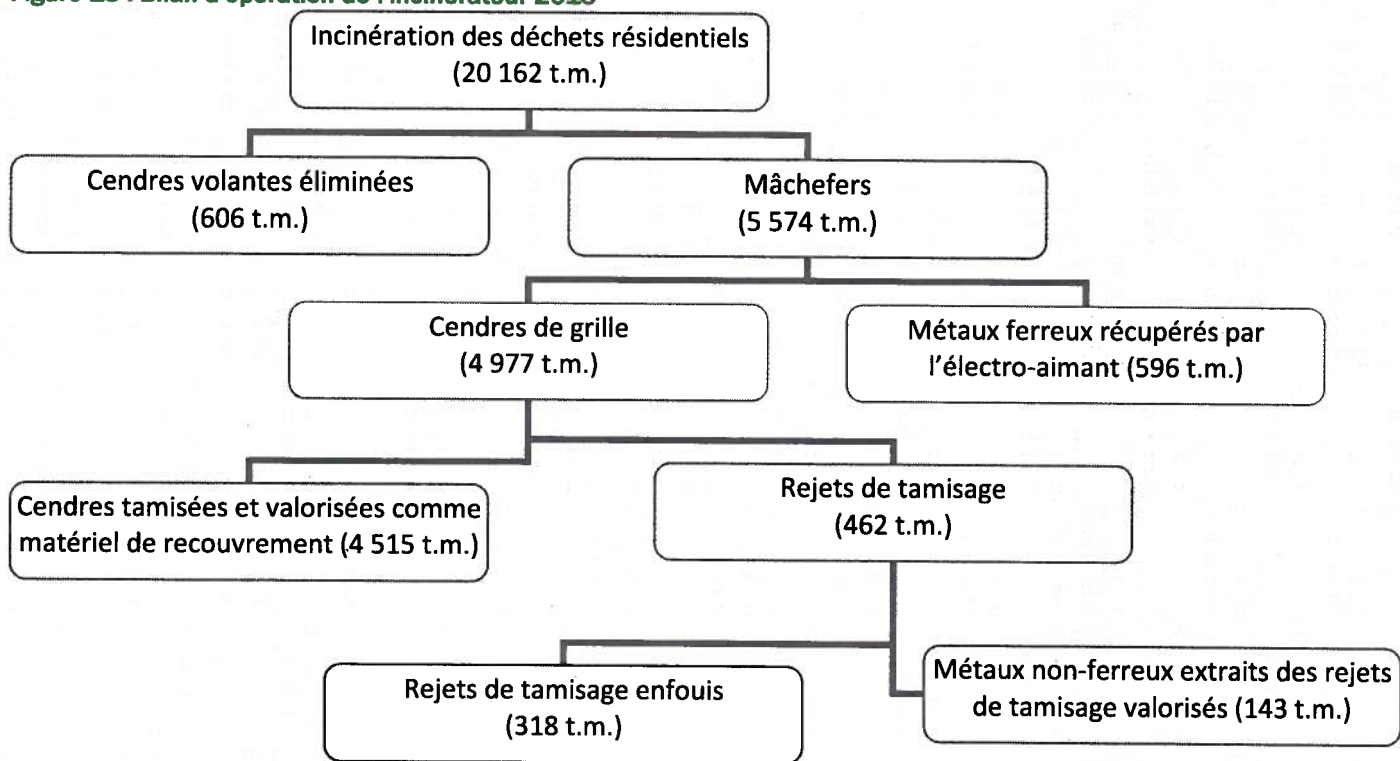 Incinération des déchets résidentiels
(20 162 t.m.)
Cendres volantes éliminées
(606 t.m.)
Mâchefers
(5 574 t.m.)
Cendres de grille
(4 977 t.m.)
Métaux ferreux récupérés par
l'électro-aimant (596 t.m.)
Cendres tamisées et valorisées comme
matériel de recouvrement (4 515 t.m.)
Rejets de tamisage
(462 t.m.)
Rejets de tamisage enfouis
(318 t.m.)
Métaux non-ferreux extraits des rejets
de tamisage valorisés (143 t.m.)